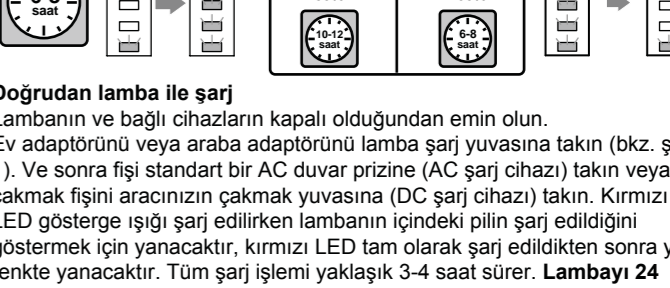 saat
10-12
saat
6-8
saat
Doğrudan lamba ile şarj
Lambanın ve bağlı cihazların kapalı olduğundan emin olun.
Ev adaptörünü veya araba adaptörünü lamba şarj yuvasına takın (bkz.
). Ve sonra fişi standart bir AC duvar prizine (AC şarj cihazı) takın veya
çakmak fişini aracınızın çakmak yuvasına (DC şarj cihazı) takın. Kırmızı
LED gösterge ışığı şarj edilirken lambanın içindeki pilin şarj edildiğini
göstermek için yanacaktır, kırmızı LED tam olarak şarj edildikten sonra
renkte yanacaktır. Tüm şarj işlemi yaklaşık 3-4 saat sürer. Lambayı 24